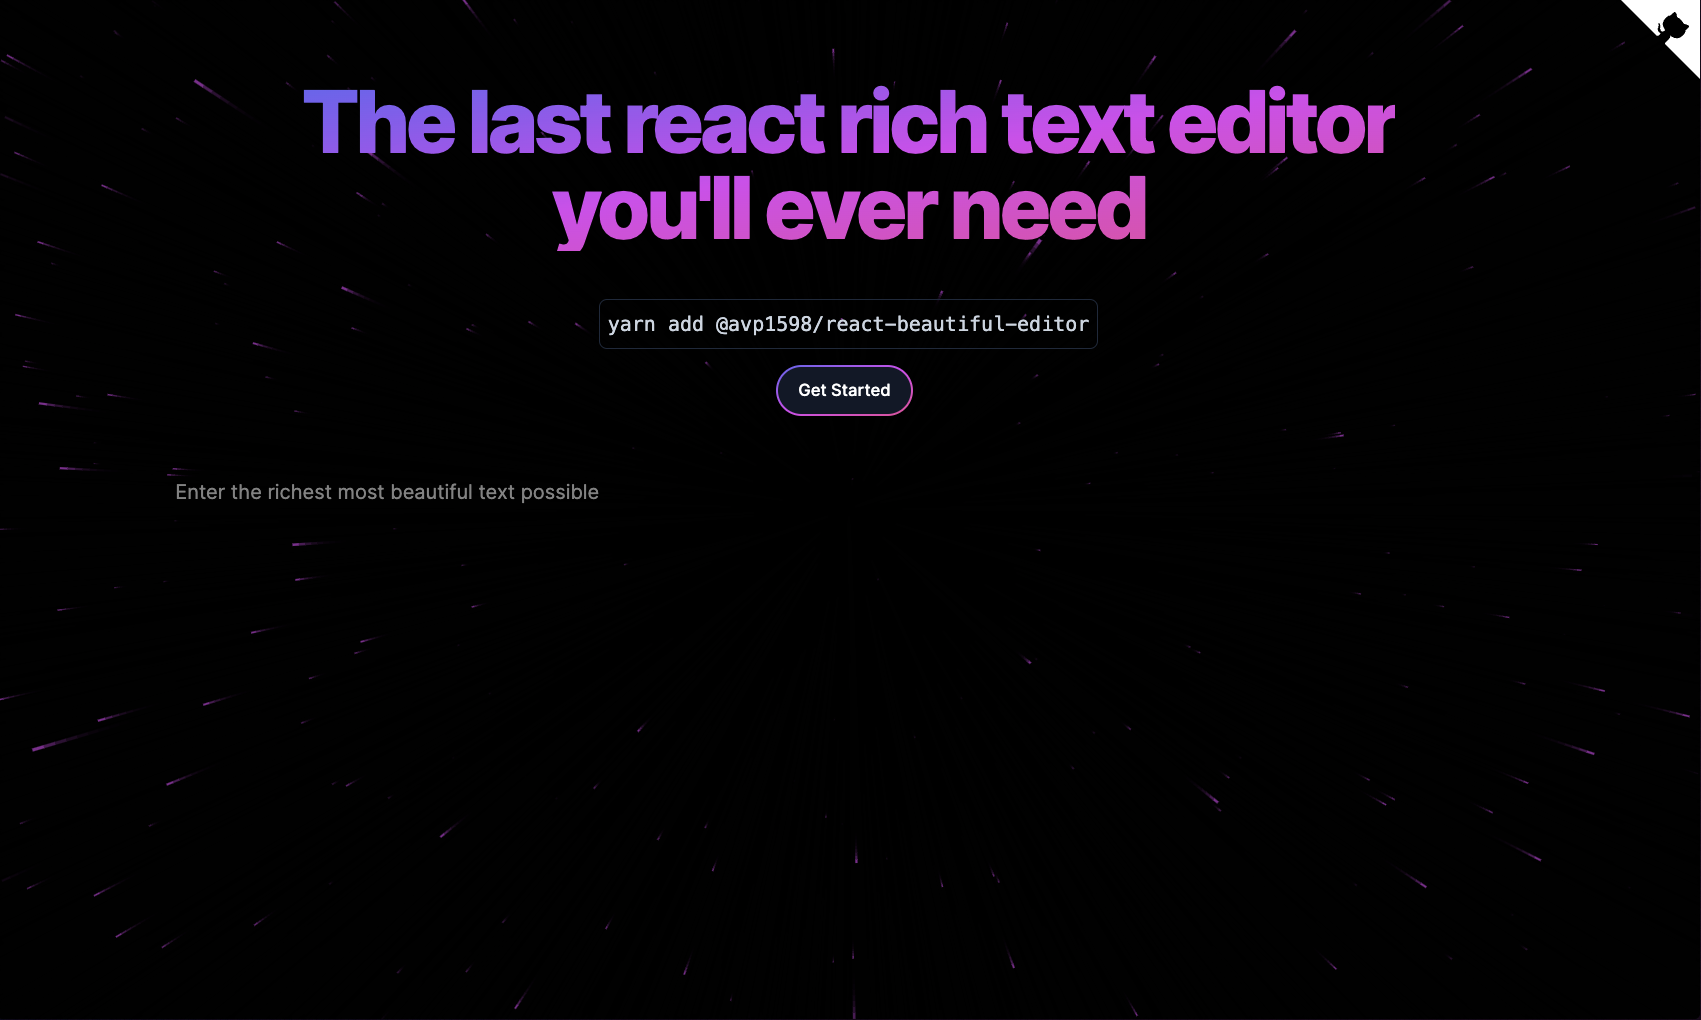 The last react rich text editor
you'll ever need
yarn add @avp1598/react-beautiful-editor
Get Started
Enter the richest most beautiful text possible